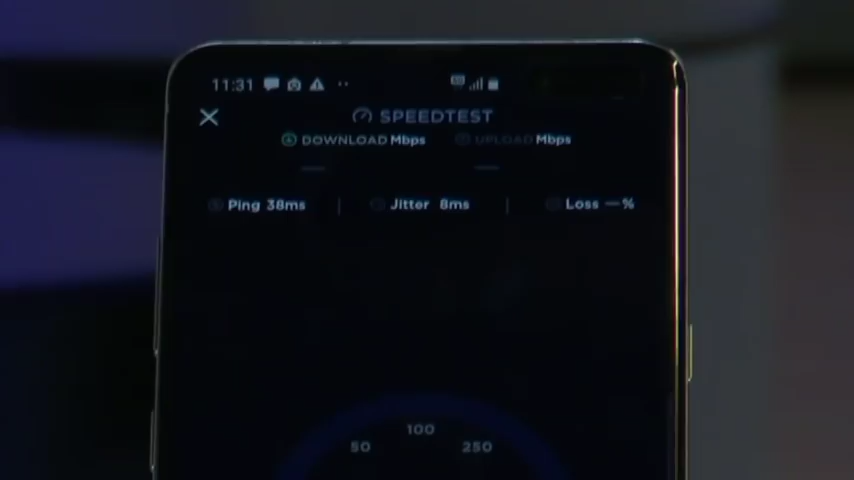 11:31
SPEEDTEST
DOWNLOAD Mbps UPLOAD Mbps
Ping 38ms Jitter 8ms Loss —%
100
50 250